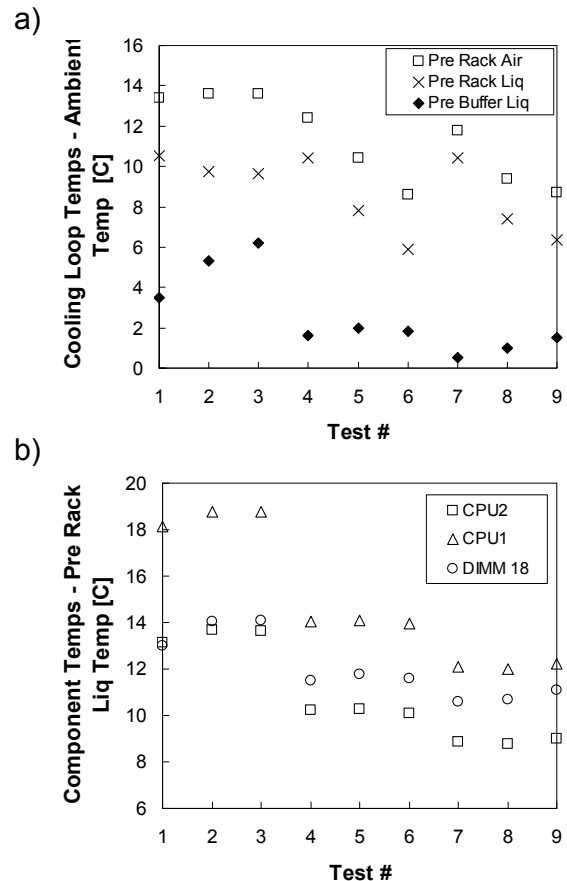 a)
Cooling Loop Temps - Ambient
Temp [C]
16
14
12
10
8
6
4
2
0
Pre Rack Air
Pre Rack Liq
Pre Buffer Liq
1 2 3 4 5 6 7 8 9
Test #
b)
Component Temps - Pre Rack
Liq Temp [C]
20
18
16
14
12
10
8
6
CPU2
CPU1
DIMM 18
1 2 3 4 5 6 7 8 9
Test #